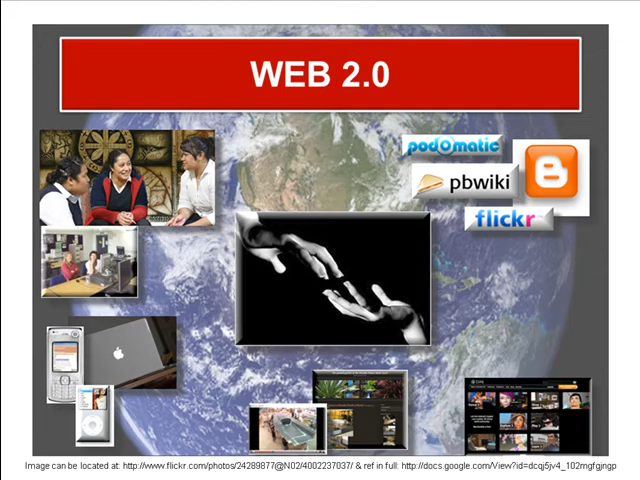 WEB 2.0
podOmatic
pbwiki
flickr
Image can be located at: http://www.flickr.com/photos/24289877@N02/4002237037/ & ref in full: http://docs.google.com/View?id=dcqj5jv4_102mgfgjngp